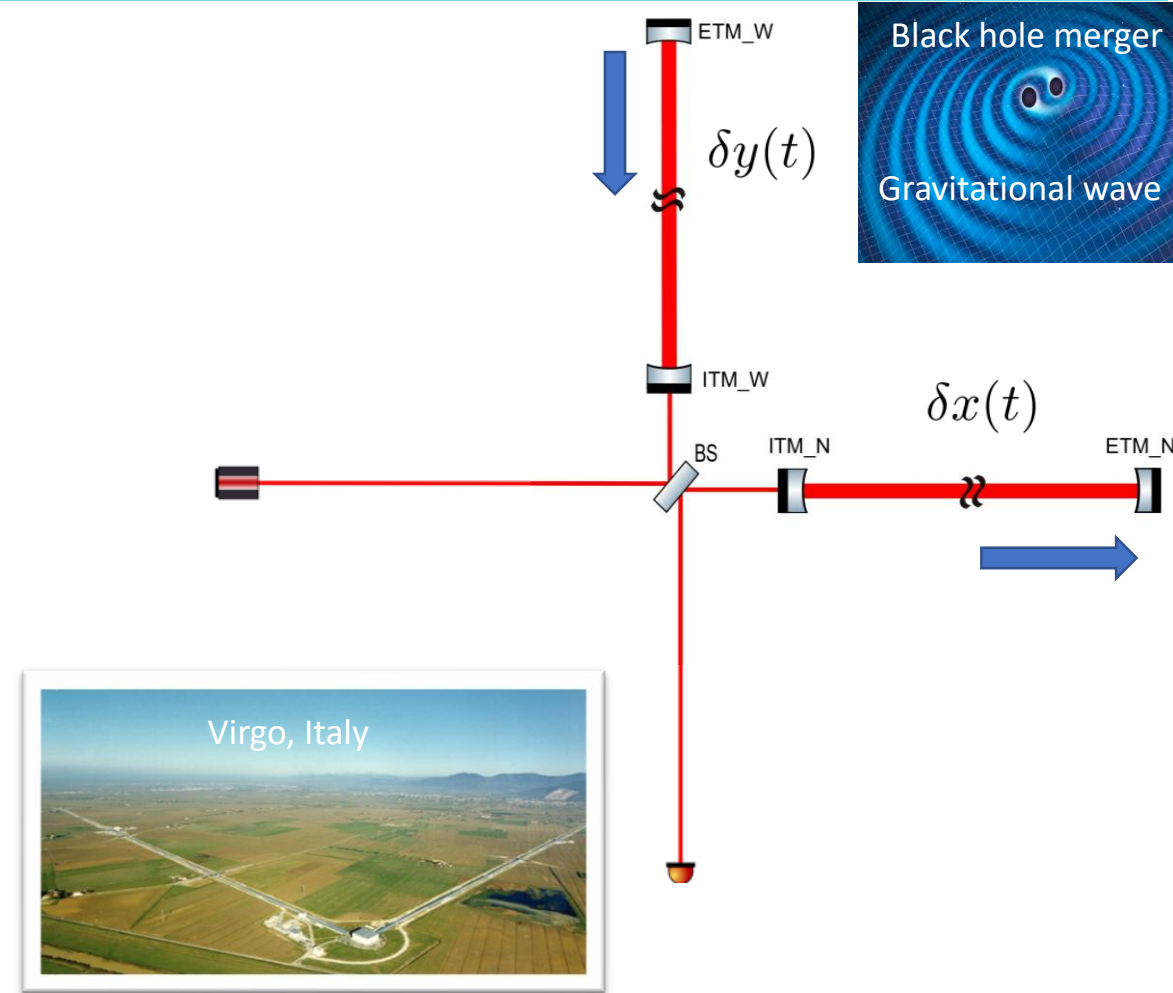 ETM_W
Black hole merger
δy(t)
Gravitational wave
ITM_W
δx(t)
BS
ITM_N
ETM_N
Virgo, Italy